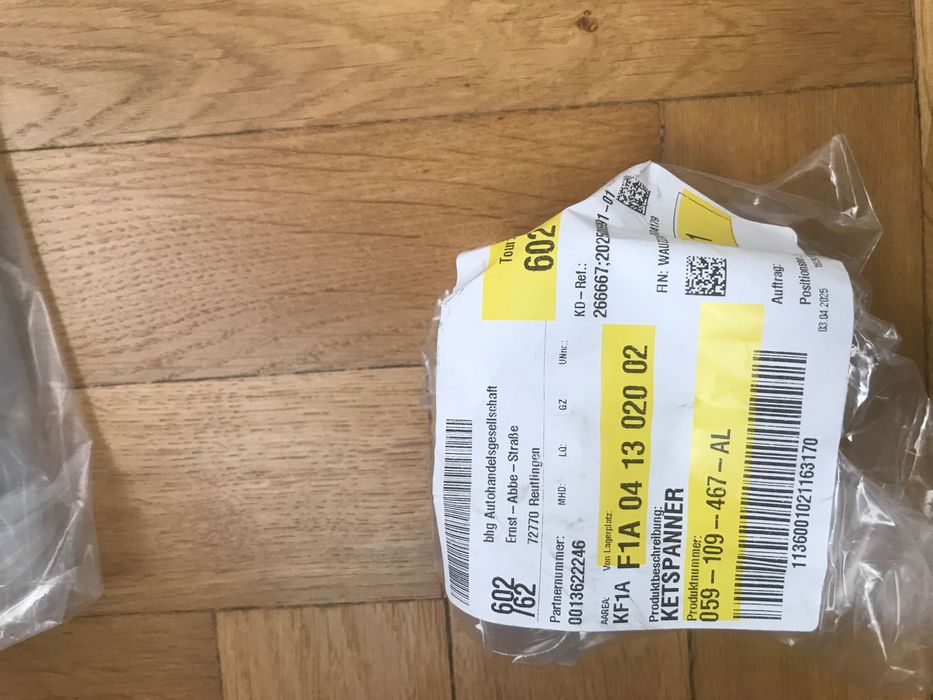 602
/62
bhg Autohandelsgesellschaft
Ernst-Abbe-Straße
72770 Reutlingen
Tour:
602
Partnernummer:
0013622246
MHD:
LQ:
GZ
UNnr.:
KD-Ref.:
AAREA:
KF1A
Von Lagerplatz:
F1A 04 13 020 02
FIN:
Produktbeschreibung:
KETSPANNER
Produktnummer:
059-109-467-AL
Auftrag:
1136001021163170
03.04.2025